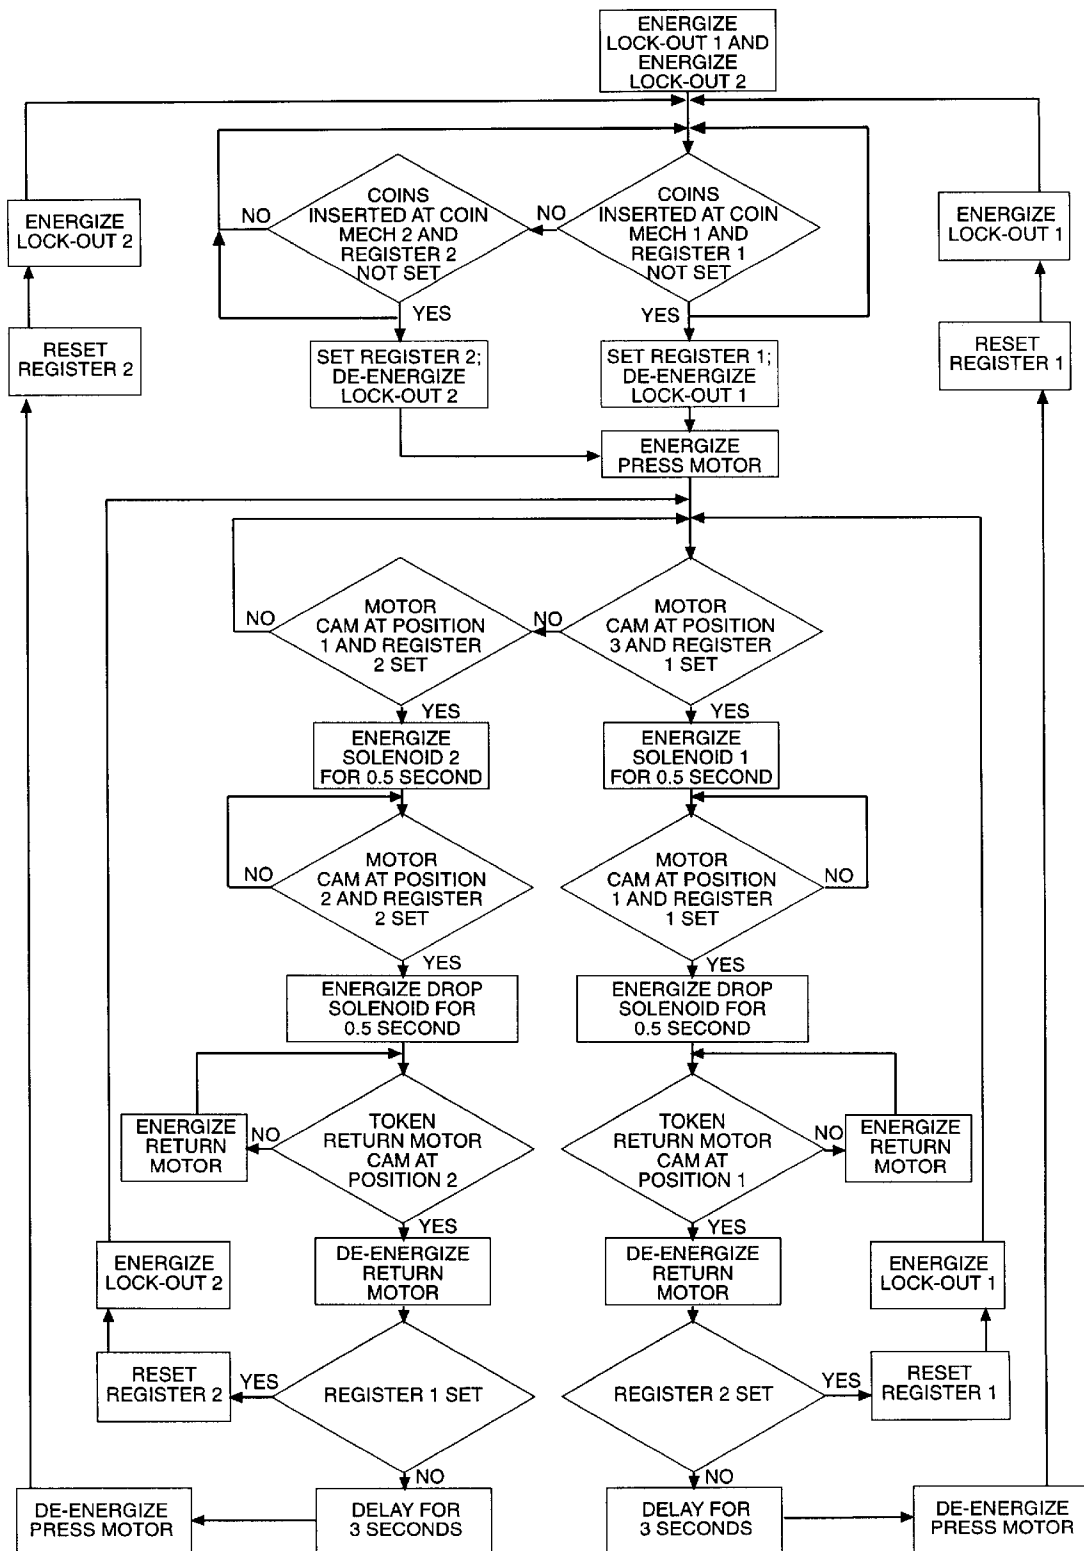 ENERGIZE
LOCK-OUT 1 AND
ENERGIZE
LOCK-OUT 2
ENERGIZE
LOCK-OUT 2
NO
COINS
INSERTED AT COIN
MECH 2 AND
REGISTER 2
NOT SET
NO
COINS
INSERTED AT COIN
MECH 1 AND
REGISTER 1
NOT SET
ENERGIZE
LOCK-OUT 1
YES
YES
RESET
REGISTER 2
SET REGISTER 2;
DE-ENERGIZE
LOCK-OUT 2
SET REGISTER 1;
DE-ENERGIZE
LOCK-OUT 1
RESET
REGISTER 1
ENERGIZE
PRESS MOTOR
NO
MOTOR
CAM AT POSITION
1 AND REGISTER
2 SET
NO
MOTOR
CAM AT POSITION
3 AND REGISTER
1 SET
YES
YES
ENERGIZE
SOLENOID 2
FOR 0.5 SECOND
ENERGIZE
SOLENOID 1
FOR 0.5 SECOND
NO
MOTOR
CAM AT POSITION
2 AND REGISTER
2 SET
MOTOR
CAM AT POSITION
1 AND REGISTER
1 SET
NO
YES
YES
ENERGIZE DROP
SOLENOID FOR
0.5 SECOND
ENERGIZE DROP
SOLENOID FOR
0.5 SECOND
ENERGIZE
RETURN
MOTOR
NO
TOKEN
RETURN MOTOR
CAM AT
POSITION 2
TOKEN
RETURN MOTOR
CAM AT
POSITION 1
NO
ENERGIZE
RETURN
MOTOR
YES
YES
ENERGIZE
LOCK-OUT 2
DE-ENERGIZE
RETURN
MOTOR
DE-ENERGIZE
RETURN
MOTOR
ENERGIZE
LOCK-OUT 1
RESET
REGISTER 2
YES
REGISTER 1 SET
REGISTER 2 SET
YES
RESET
REGISTER 1
NO
NO
DE-ENERGIZE
PRESS MOTOR
DELAY FOR
3 SECONDS
DELAY FOR
3 SECONDS
DE-ENERGIZE
PRESS MOTOR